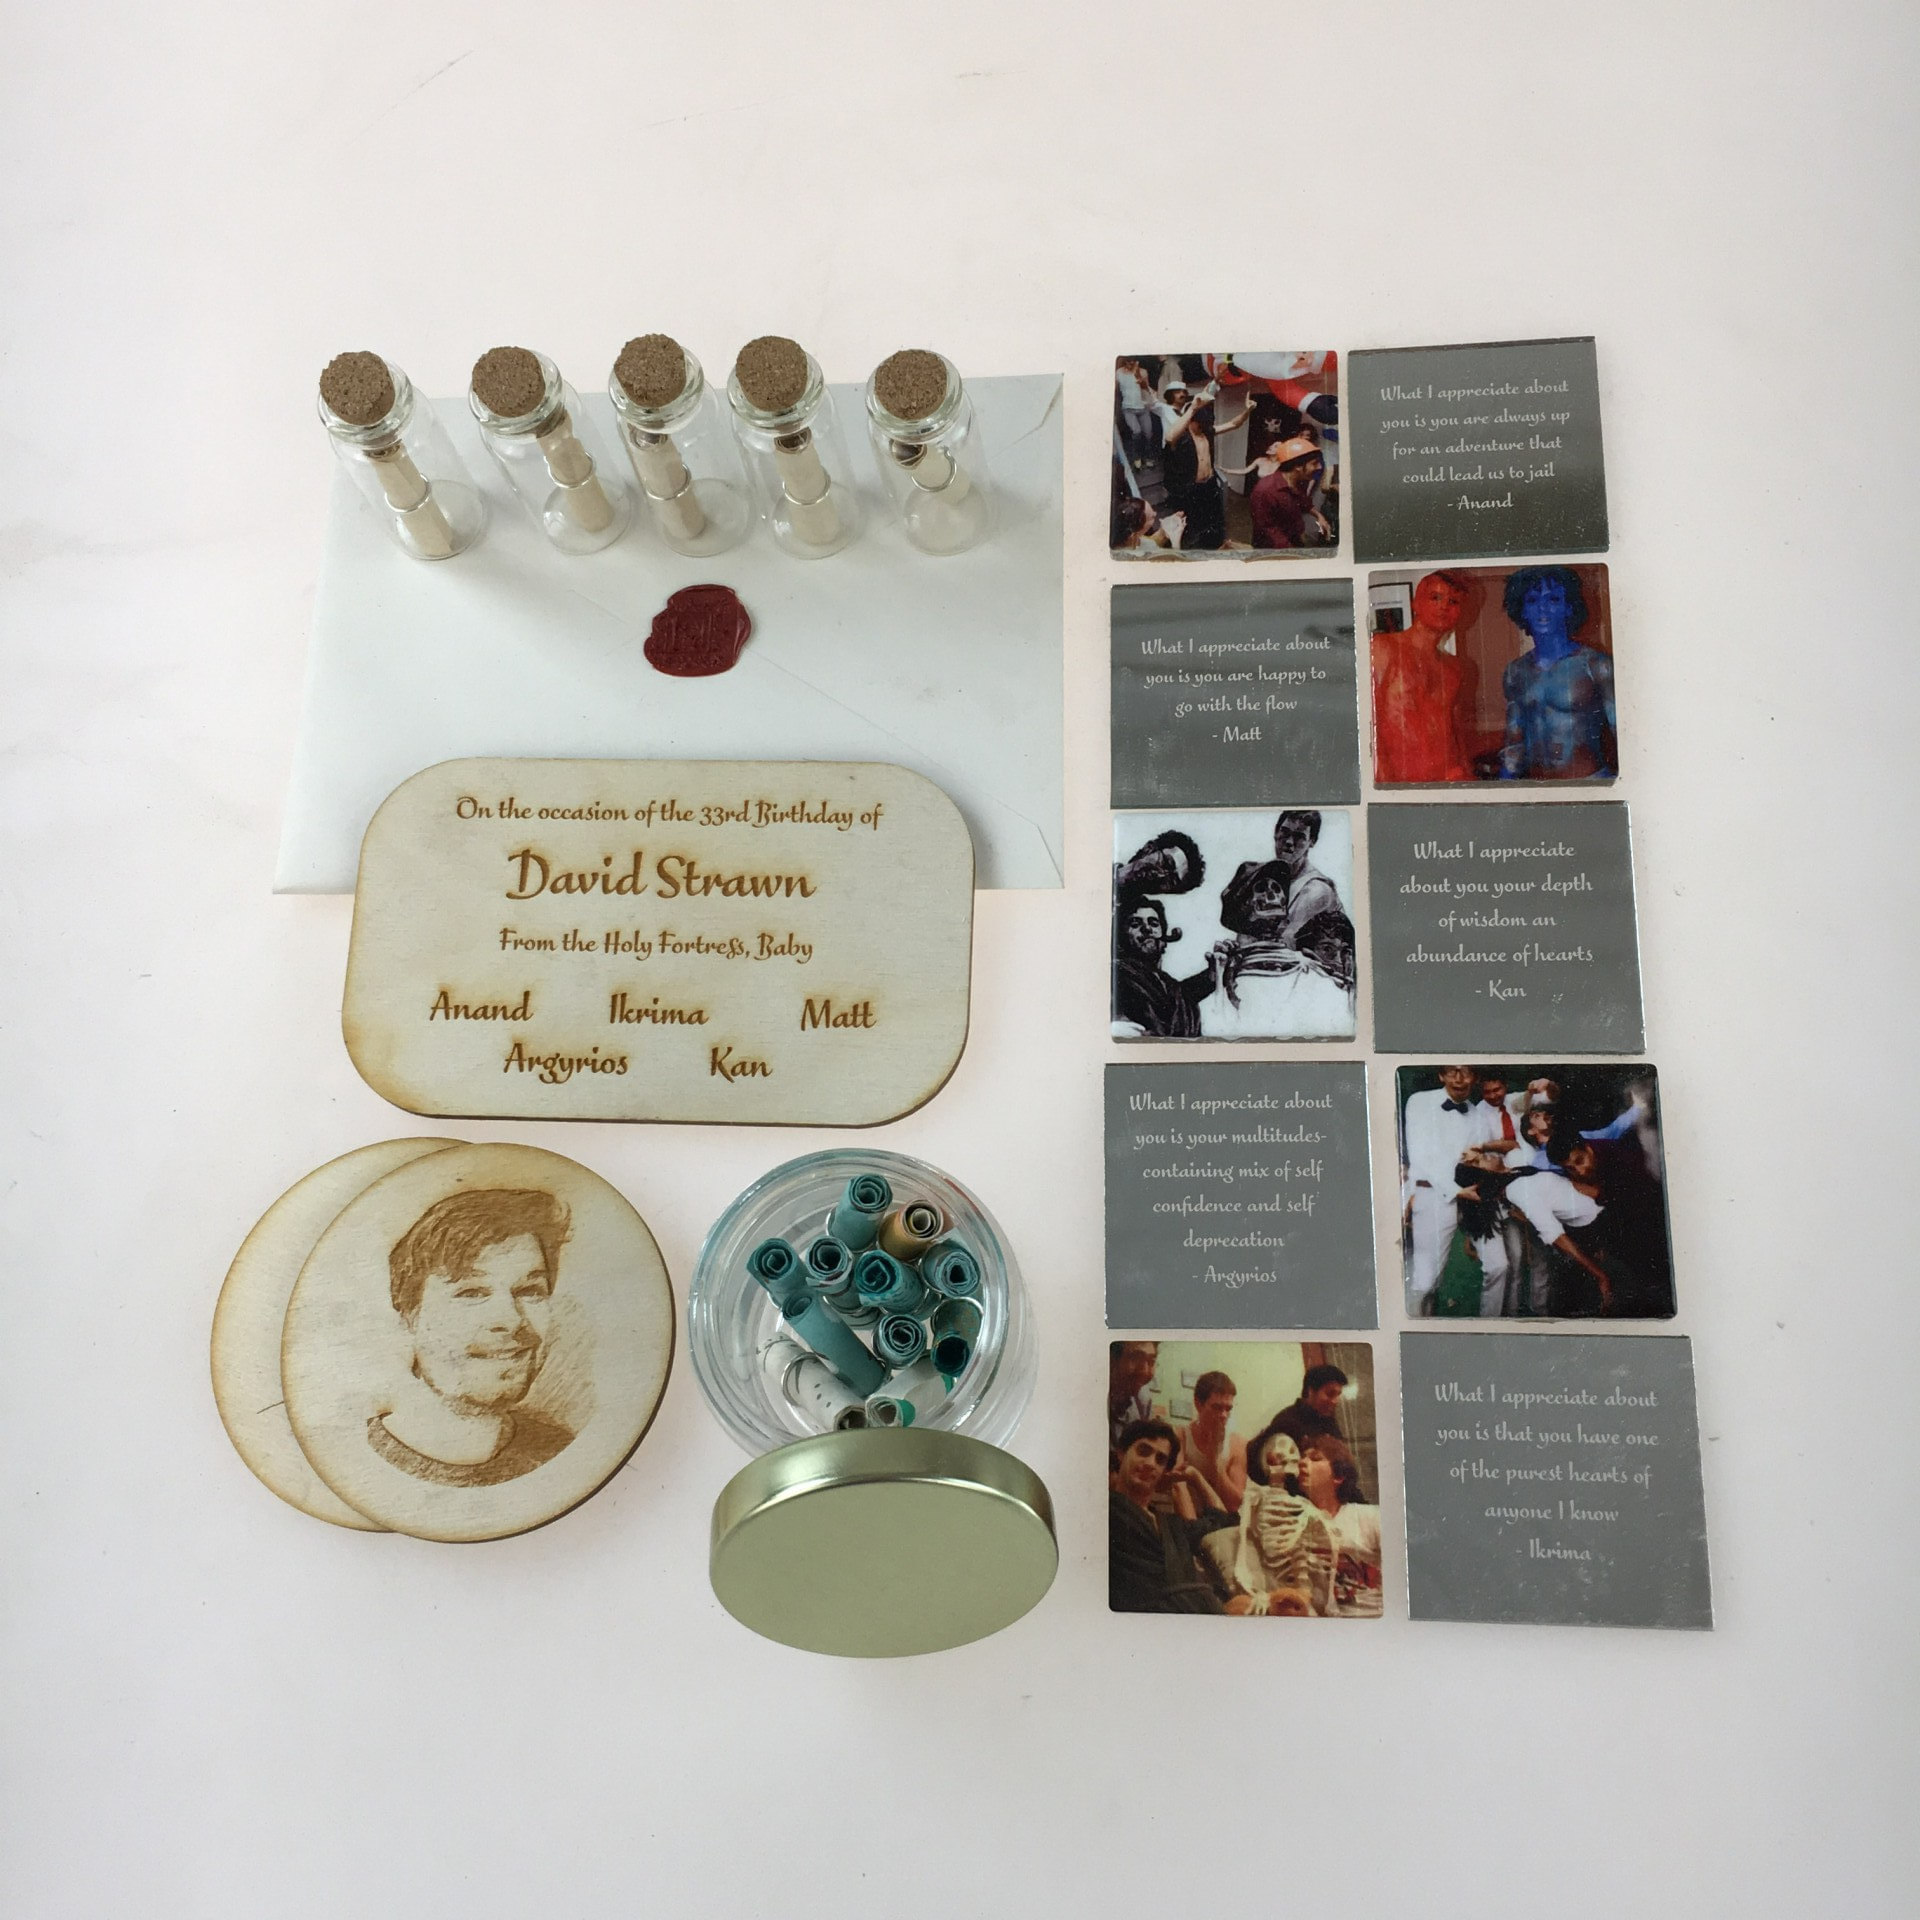 On the occasion of the 33rd Birthday of
David Strawn
From the Holy Fortress, Baby
Anand Ikrima Matt
Argyrios Kan
What I appreciate about
you is you are always up
for an adventure that
could lead us to jail
- Anand
What I appreciate about
you is you are happy to
go with the flow
- Matt
What I appreciate
about you your depth
of wisdom an
abundance of hearts
- Kan
What I appreciate about
you is your multitudes-
containing mix of self
confidence and self
deprecation
- Argyrios
What I appreciate about
you is that you have one
of the purest hearts of
anyone I know
- Ikrima